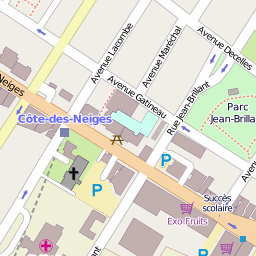 Avenue Lacombe
Avenue Maréchal
Avenue Decelles
Neiges
Avenue Gatineau
Rue Jean-Brillant
Parc
Jean-Brilla
Côte-des-Neiges
P
P
P
Succès
scolaire
Exo Fruits